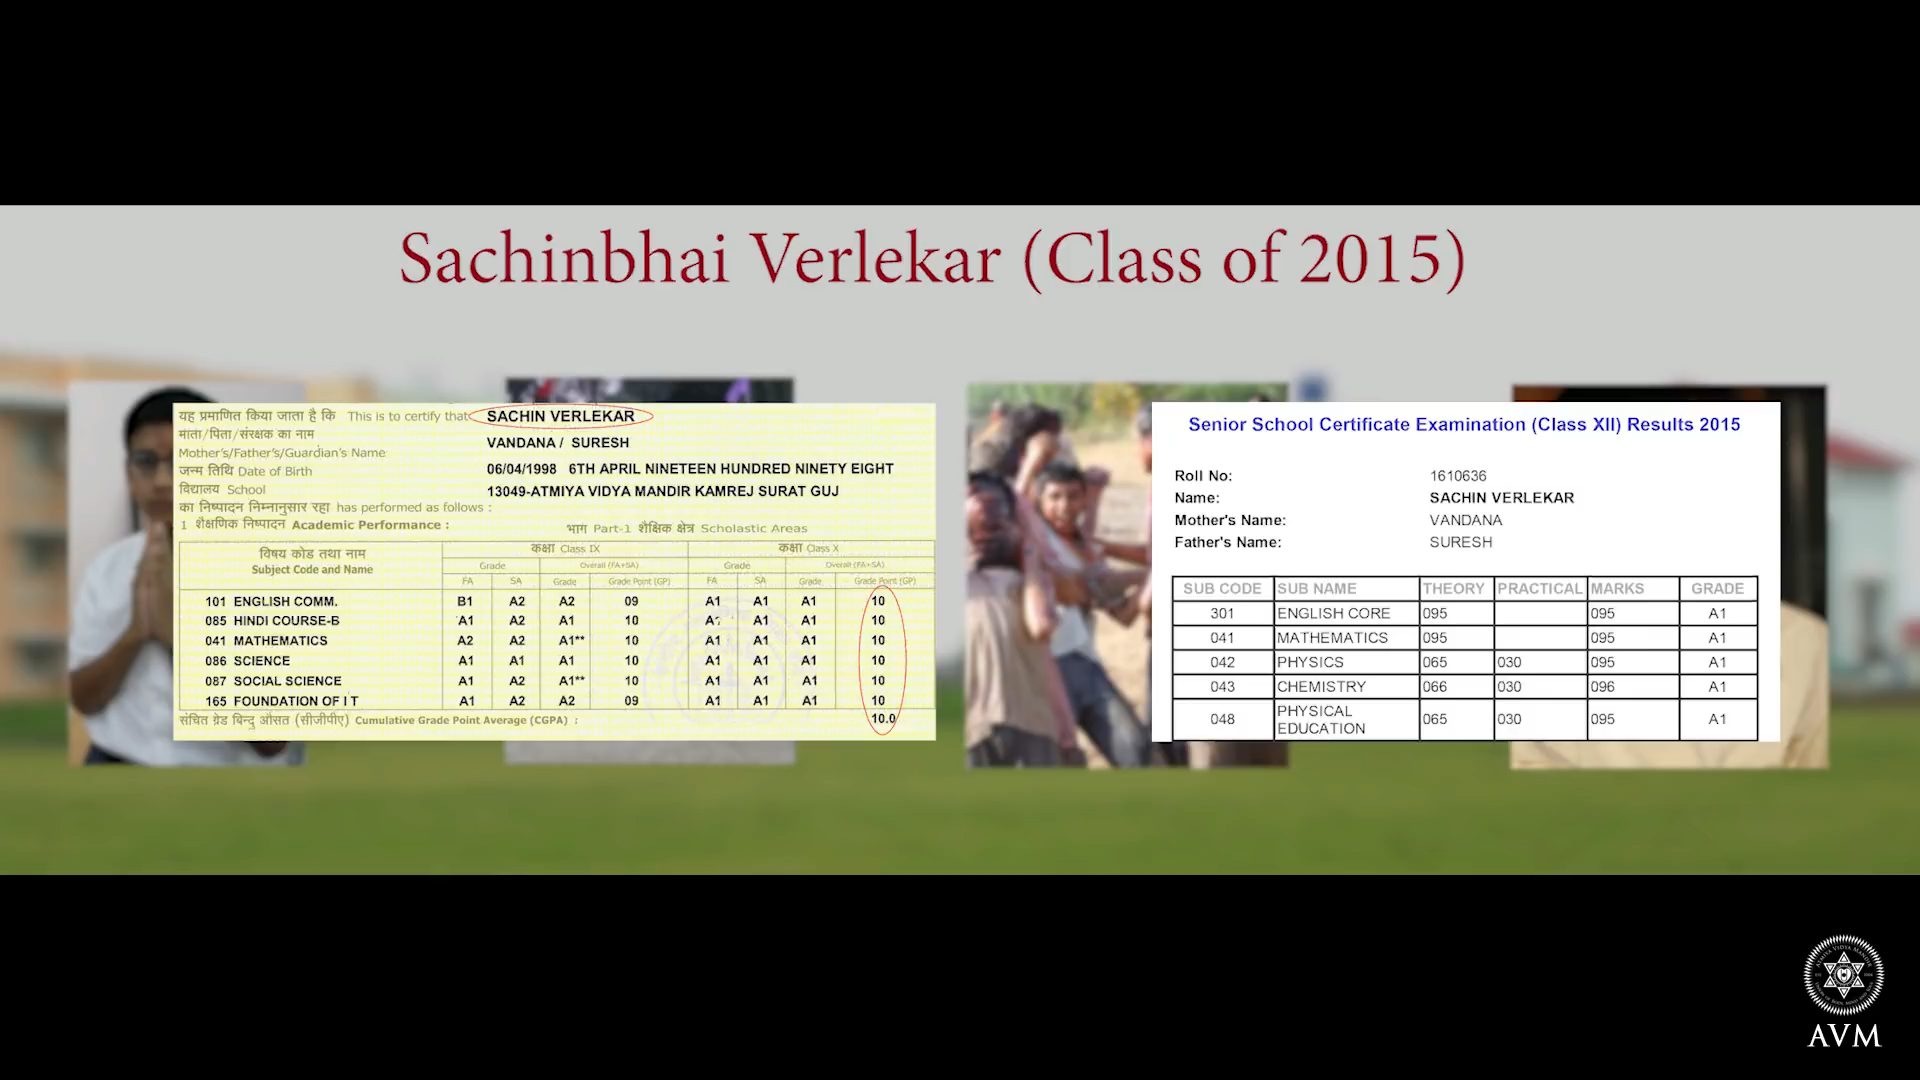 Sachinbhai Verlekar (Class of 2015)
यह प्रमाणित किया जाता है कि This is to certify that SACHIN VERLEKAR
माता/पिता/संरक्षक का नाम VANDANA / SURESH
Mother's/Father's/Guardian's Name
जन्म तिथि Date of Birth 06/04/1998 6TH APRIL NINETEEN HUNDRED NINETY EIGHT
विद्यालय School 13049-ATMIYA VIDYA MANDIR KAMREJ SURAT GUJ
का निष्पादन निम्नानुसार रहा has performed as follows :
1 शैक्षणिक निष्पादन Academic Performance : भाग Part-1 शैक्षिक क्षेत्र Scholastic Areas
विषय कोड तथा नाम कक्षा Class IX कक्षा Class X
Subject Code and Name Grade Overall (FA+SA) Grade Overall (FA+SA)
FA SA Grade Grade Point (GP) FA SA Grade Grade Point (GP)
101 ENGLISH COMM. B1 A2 A2 09 A1 A1 A1 10
085 HINDI COURSE-B A1 A2 A1 10 A1 A1 10
041 MATHEMATICS A2 A2 A1** 10 A1 A1 A1 10
086 SCIENCE A1 A1 A1 10 A1 A1 A1 10
087 SOCIAL SCIENCE A1 A2 A1** 10 A1 A1 A1 10
165 FOUNDATION OF I T A1 A2 A2 09 A1 A1 A1 10
संचित ग्रेड बिन्दु औसत (सीजीपीए) Cumulative Grade Point Average (CGPA) : 10.0
Senior School Certificate Examination (Class XII) Results 2015
Roll No: 1610636
Name: SACHIN VERLEKAR
Mother's Name: VANDANA
Father's Name: SURESH
SUB CODE SUB NAME THEORY PRACTICAL MARKS GRADE
301 ENGLISH CORE 095 095 A1
041 MATHEMATICS 095 095 A1
042 PHYSICS 065 030 095 A1
043 CHEMISTRY 066 030 096 A1
048 PHYSICAL EDUCATION 065 030 095 A1
ATMIYA VIDYA MANDIR
AVM